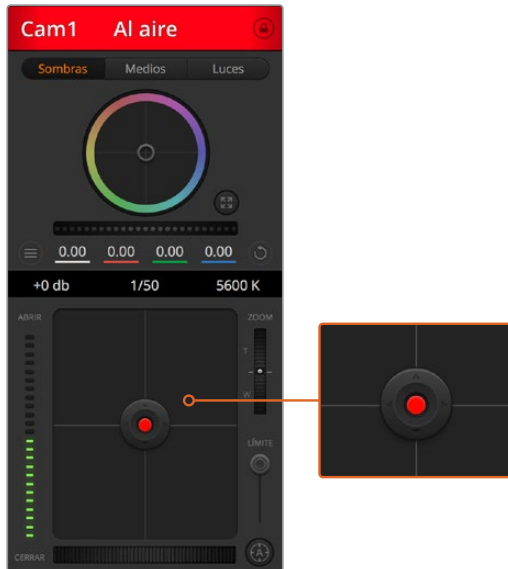 Cam1 Al aire
Sombras Medios Luces
0.00 0.00 0.00 0.00
+0 db 1/50 5600 K
ABRIR ZOOM
T
W
LÍMITE
CERRAR A